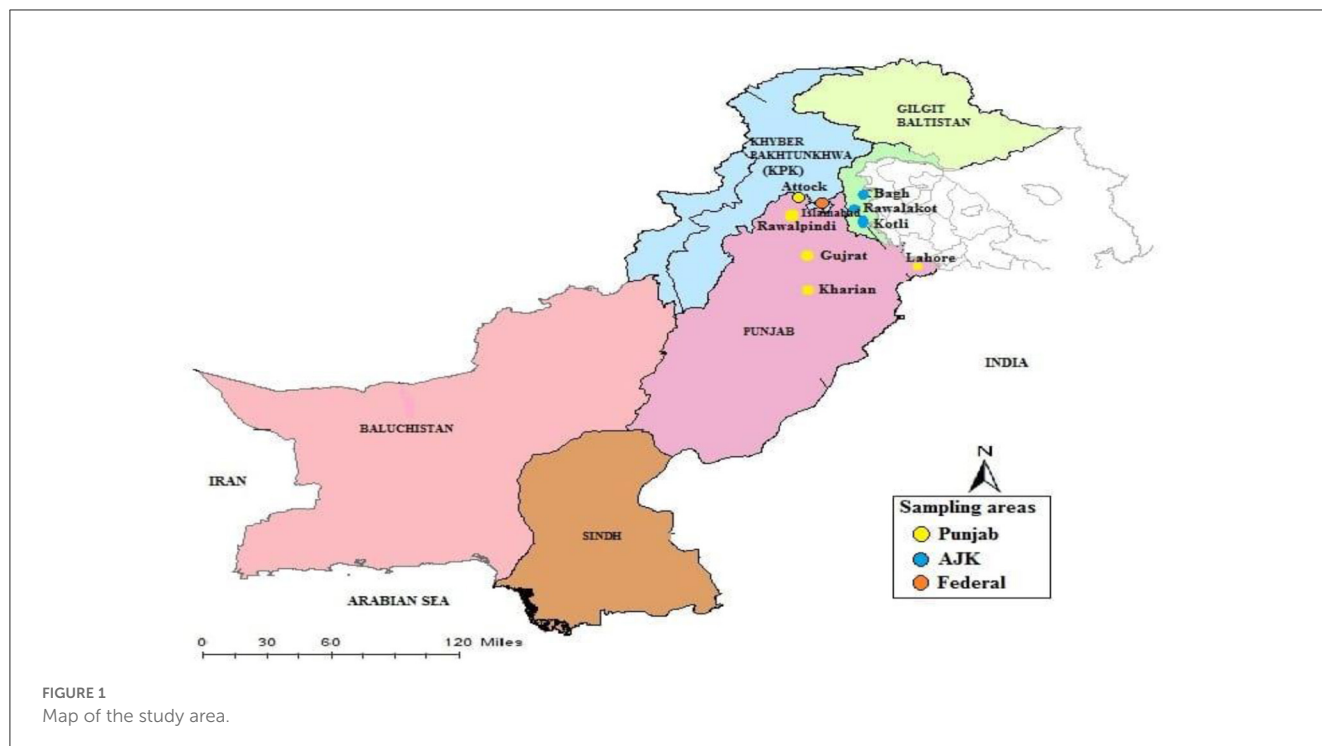 GILGIT
BALTISTAN
KHYBER
PAKHTUNKHWA
(KPK)
Attock
Bagh
Islamabad
Rawalakot
Rawalpindi
Kotli
Gujrat
Lahore
Kharian
PUNJAB
INDIA
BALUCHISTAN
IRAN
N
Sampling areas
Punjab
AJK
Federal
SINDH
ARABIAN SEA
0 30 60 120 Miles
FIGURE 1
Map of the study area.